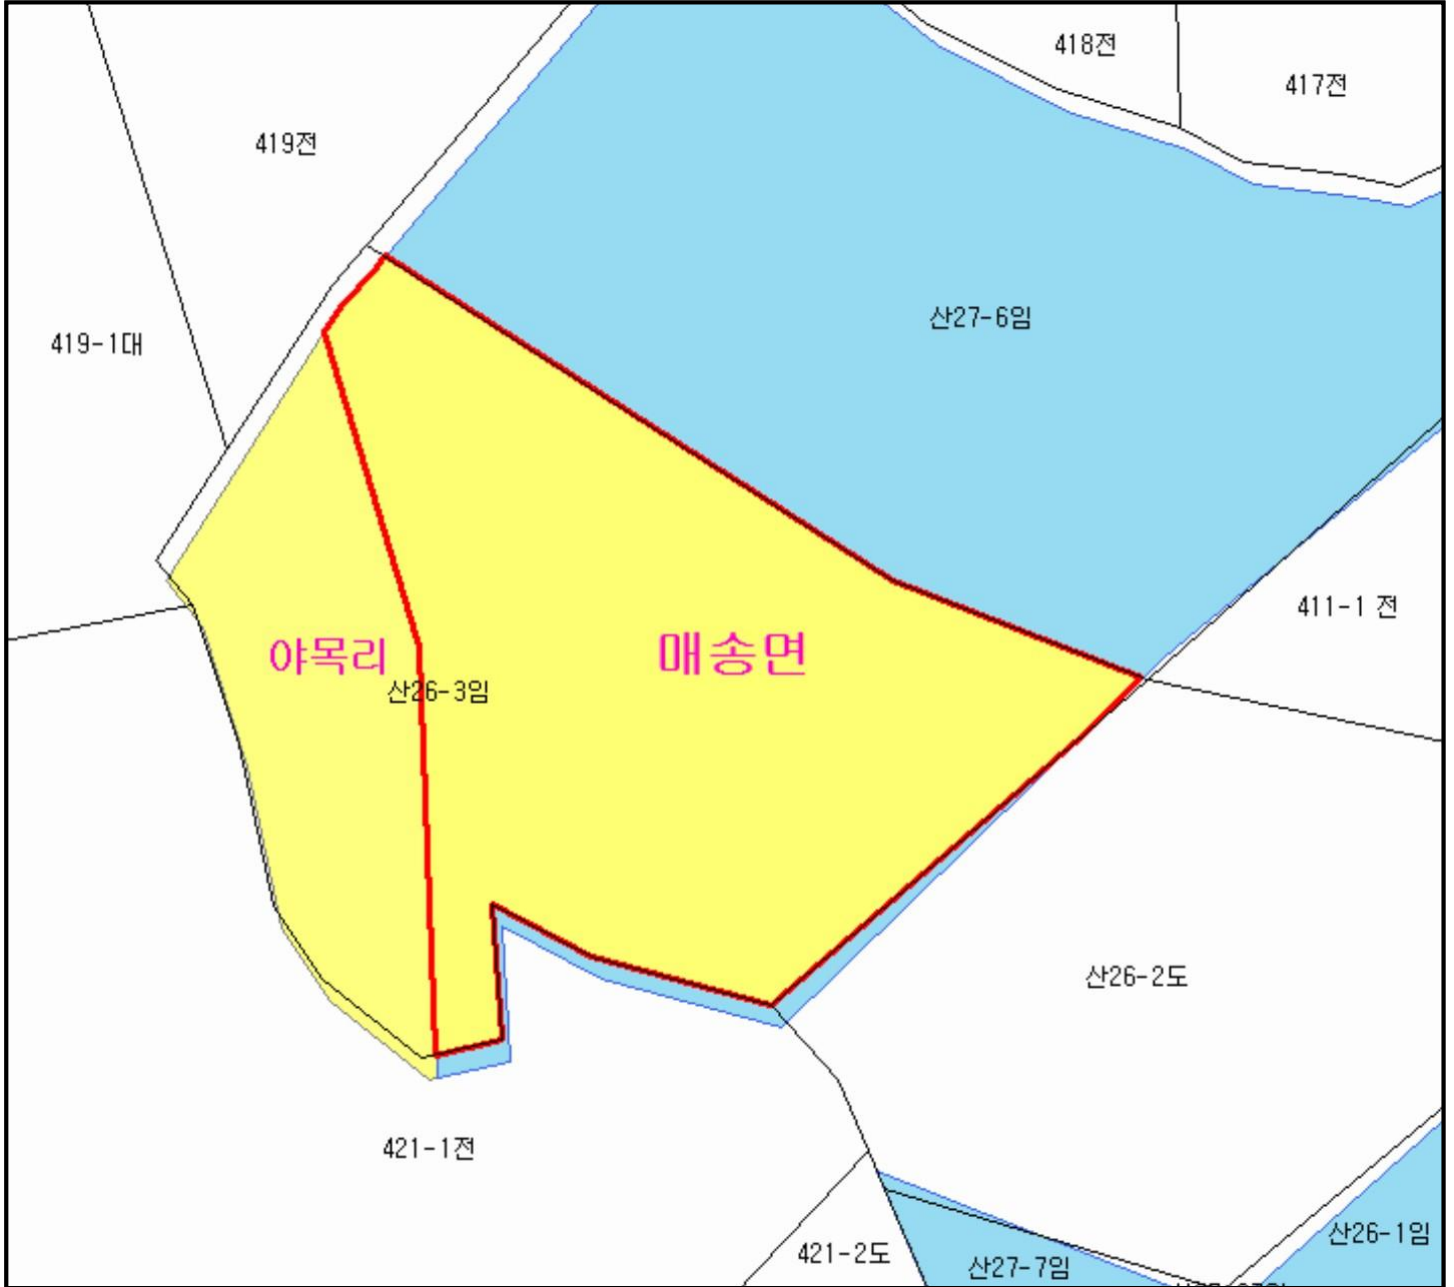 418전
417전
419전
산27-6임
419-1대
411-1 전
야목리
매송면
산26-3임
산26-2도
421-1전
산26-1임
421-2도
산27-7임